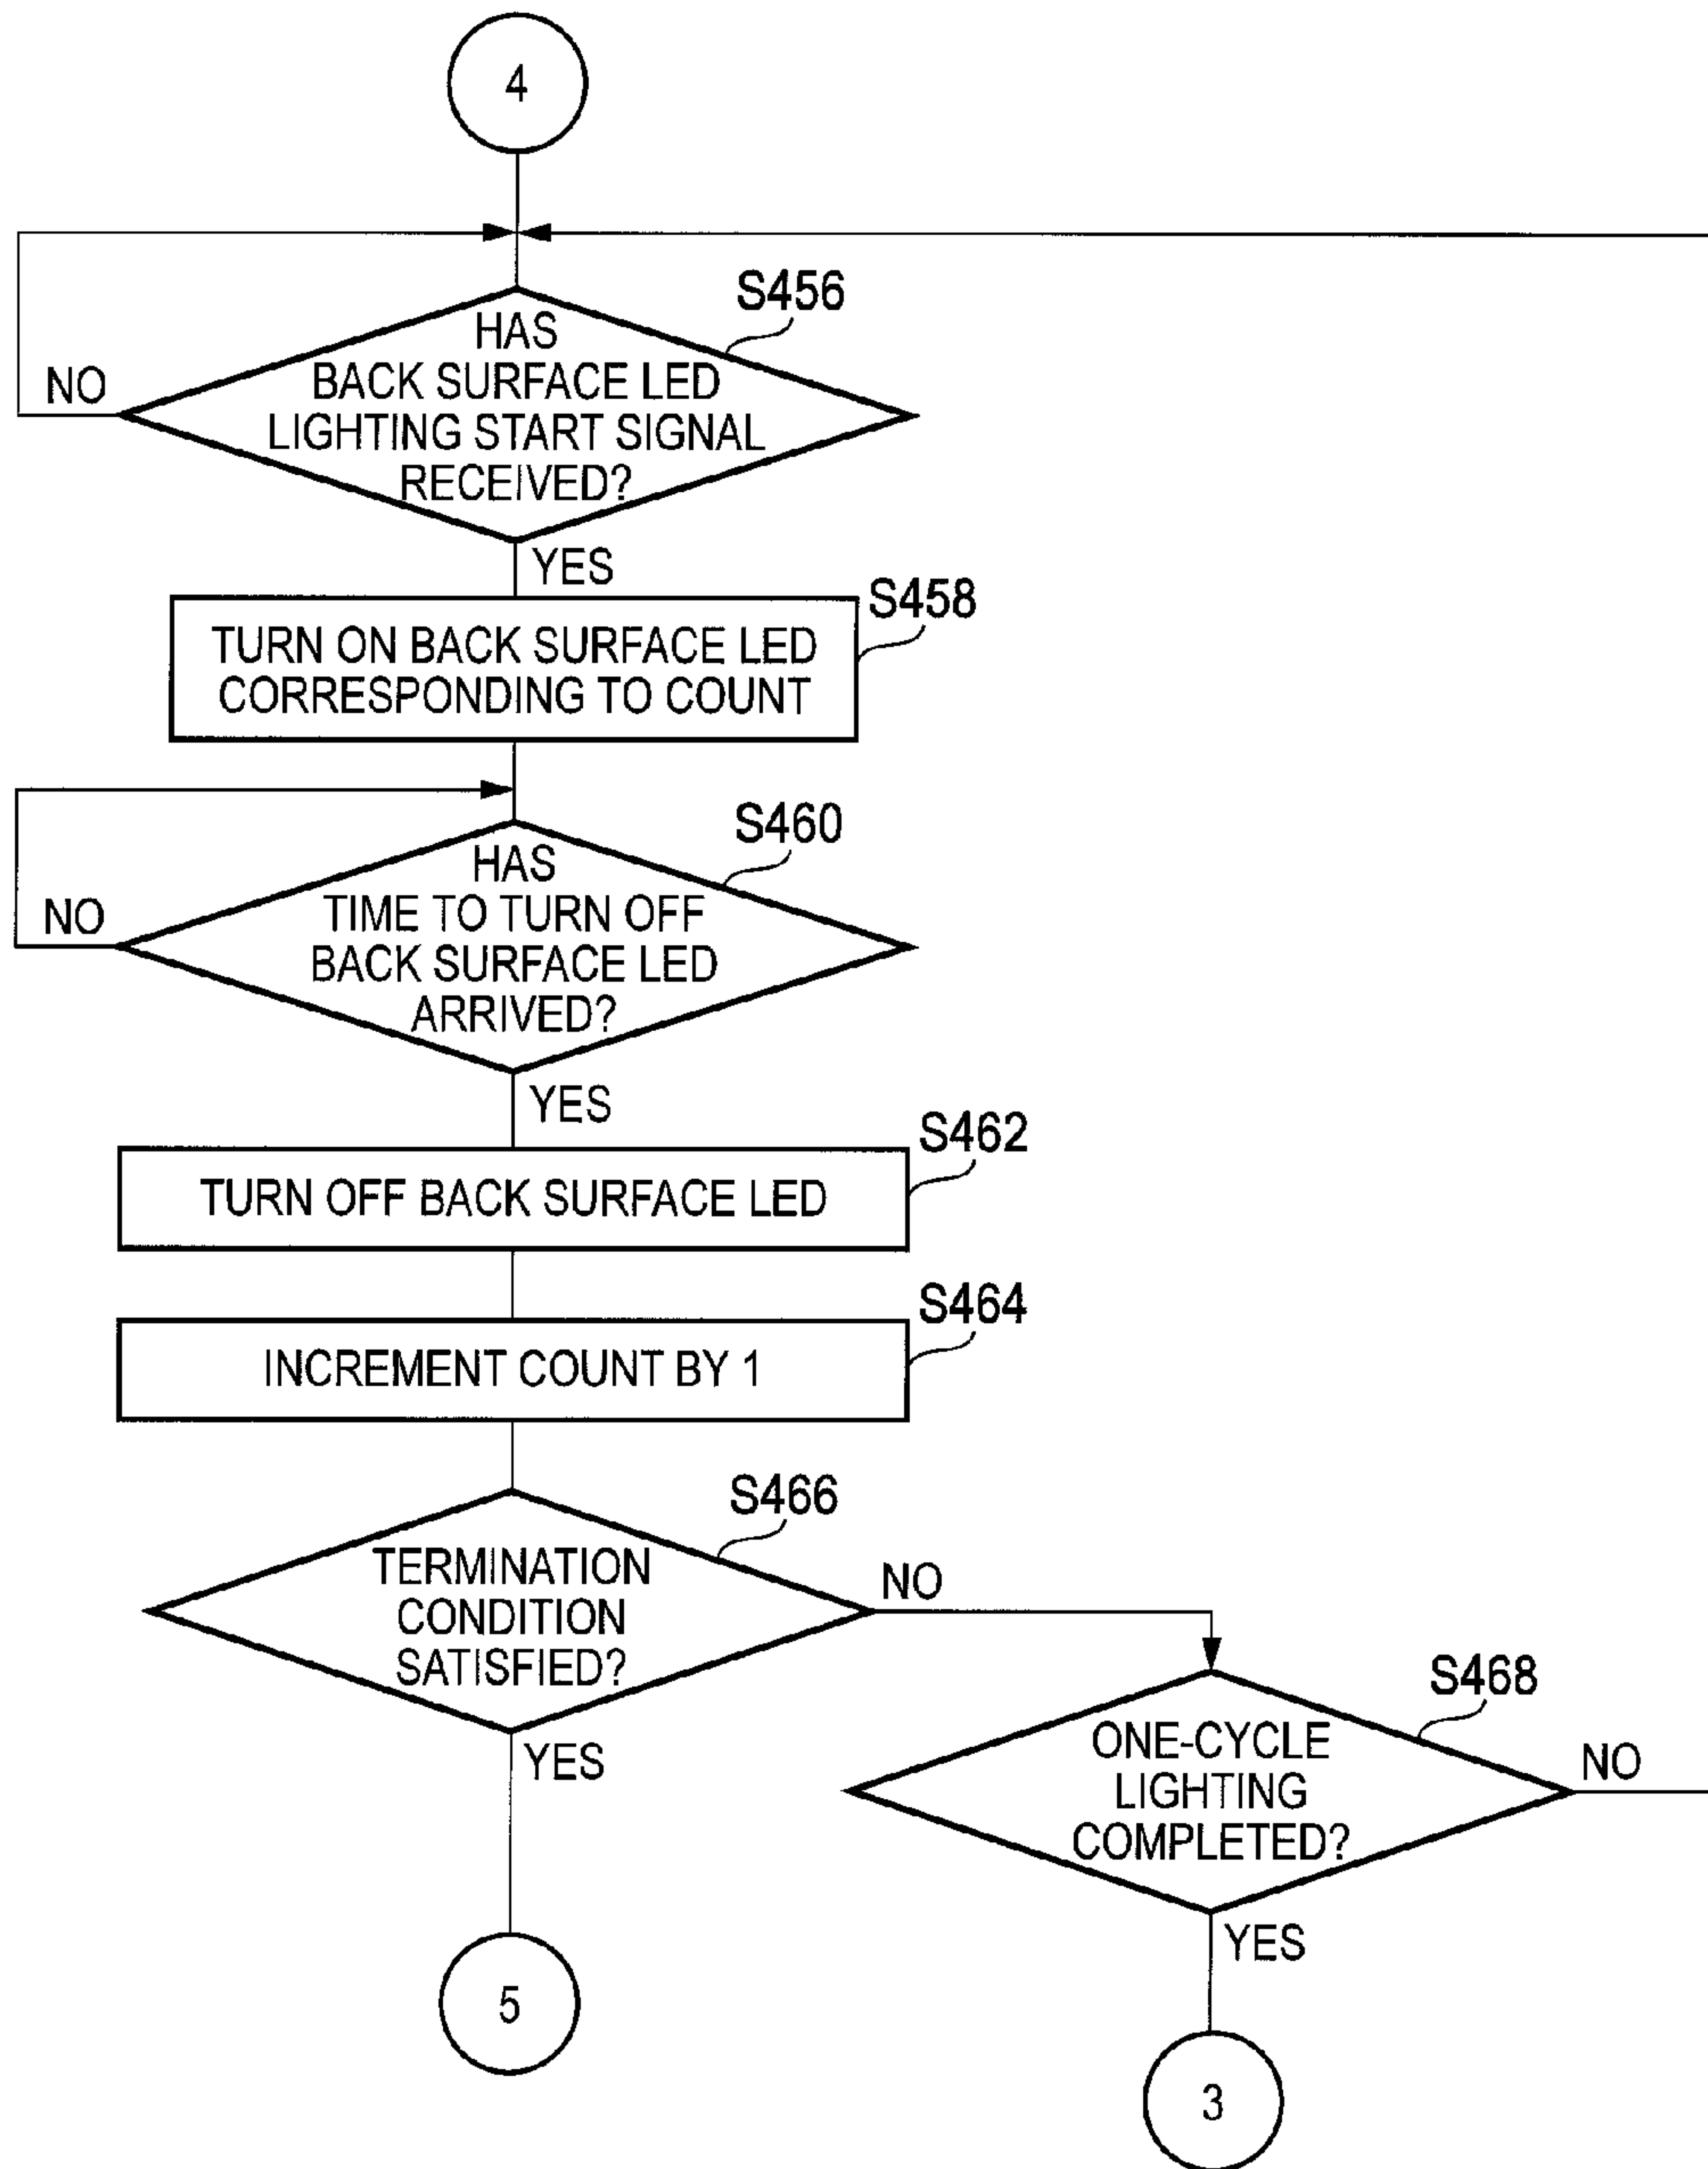 4
S456
HAS
BACK SURFACE LED
LIGHTING START SIGNAL
RECEIVED?
NO
YES
S458
TURN ON BACK SURFACE LED
CORRESPONDING TO COUNT
S460
HAS
TIME TO TURN OFF
BACK SURFACE LED
ARRIVED?
NO
YES
S462
TURN OFF BACK SURFACE LED
S464
INCREMENT COUNT BY 1
S466
TERMINATION
CONDITION
SATISFIED?
NO
YES
S468
ONE-CYCLE
LIGHTING
COMPLETED?
NO
YES
5
3